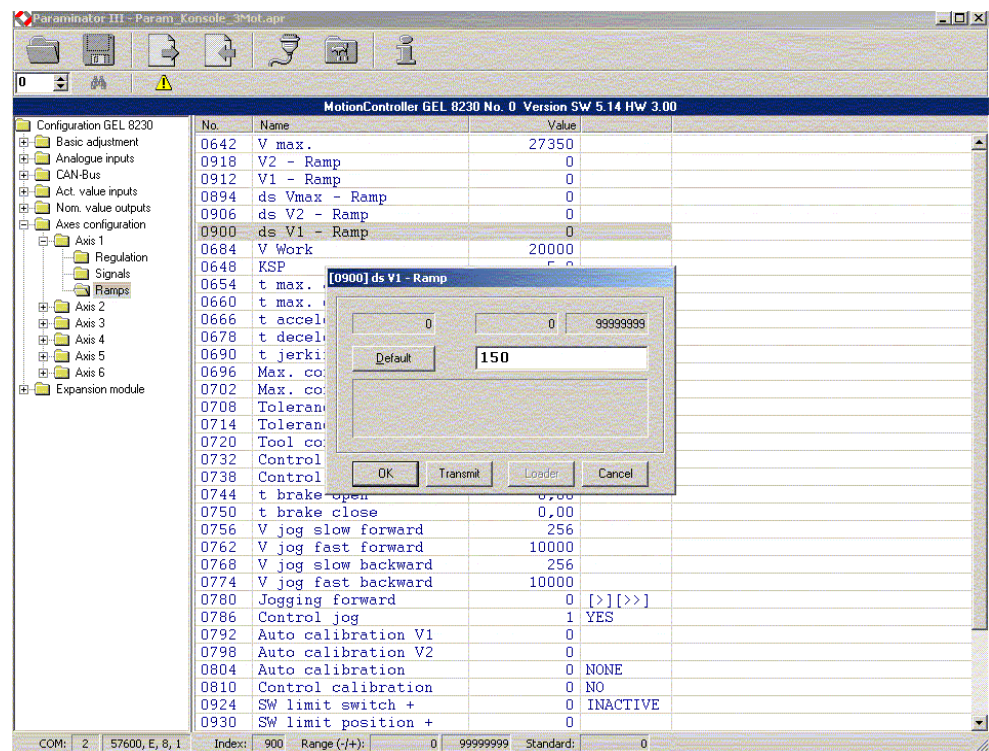 Paraminator III - Param_Konsole_3Mot.apr
0
MotionController GEL 8230 No. 0 Version SW 5.14 HW 3.00
Configuration GEL 8230
Basic adjustment
Analogue inputs
CAN-Bus
Act. value inputs
Nom. value outputs
Axes configuration
Axis 1
Regulation
Signals
Ramps
Axis 2
Axis 3
Axis 4
Axis 5
Axis 6
Expansion module
No. Name Value
0642 V max. 27350
0918 V2 - Ramp 0
0912 V1 - Ramp 0
0894 ds Vmax - Ramp 0
0906 ds V2 - Ramp 0
0900 ds V1 - Ramp 0
0684 V Work 20000
0648 KSP
0654 t max.
0660 t max.
0666 t accel
0678 t decel
0690 t jerki
0696 Max. co
0702 Max. co
0708 Toleran
0714 Toleran
0720 Tool co
0732 Control
0738 Control
0744 t brake open 0,00
0750 t brake close 0,00
0756 V jog slow forward 256
0762 V jog fast forward 10000
0768 V jog slow backward 256
0774 V jog fast backward 10000
0780 Jogging forward 0 [>][>>]
0786 Control jog 1 YES
0792 Auto calibration V1 0
0798 Auto calibration V2 0
0804 Auto calibration 0 NONE
0810 Control calibration 0 NO
0924 SW limit switch + 0 INACTIVE
0930 SW limit position + 0
[0900] ds V1 - Ramp
0 0 99999999
Default 150
OK Transmit Loader Cancel
COM: 2 57600, E, 8, 1 Index: 900 Range (-/+): 0 99999999 Standard: 0